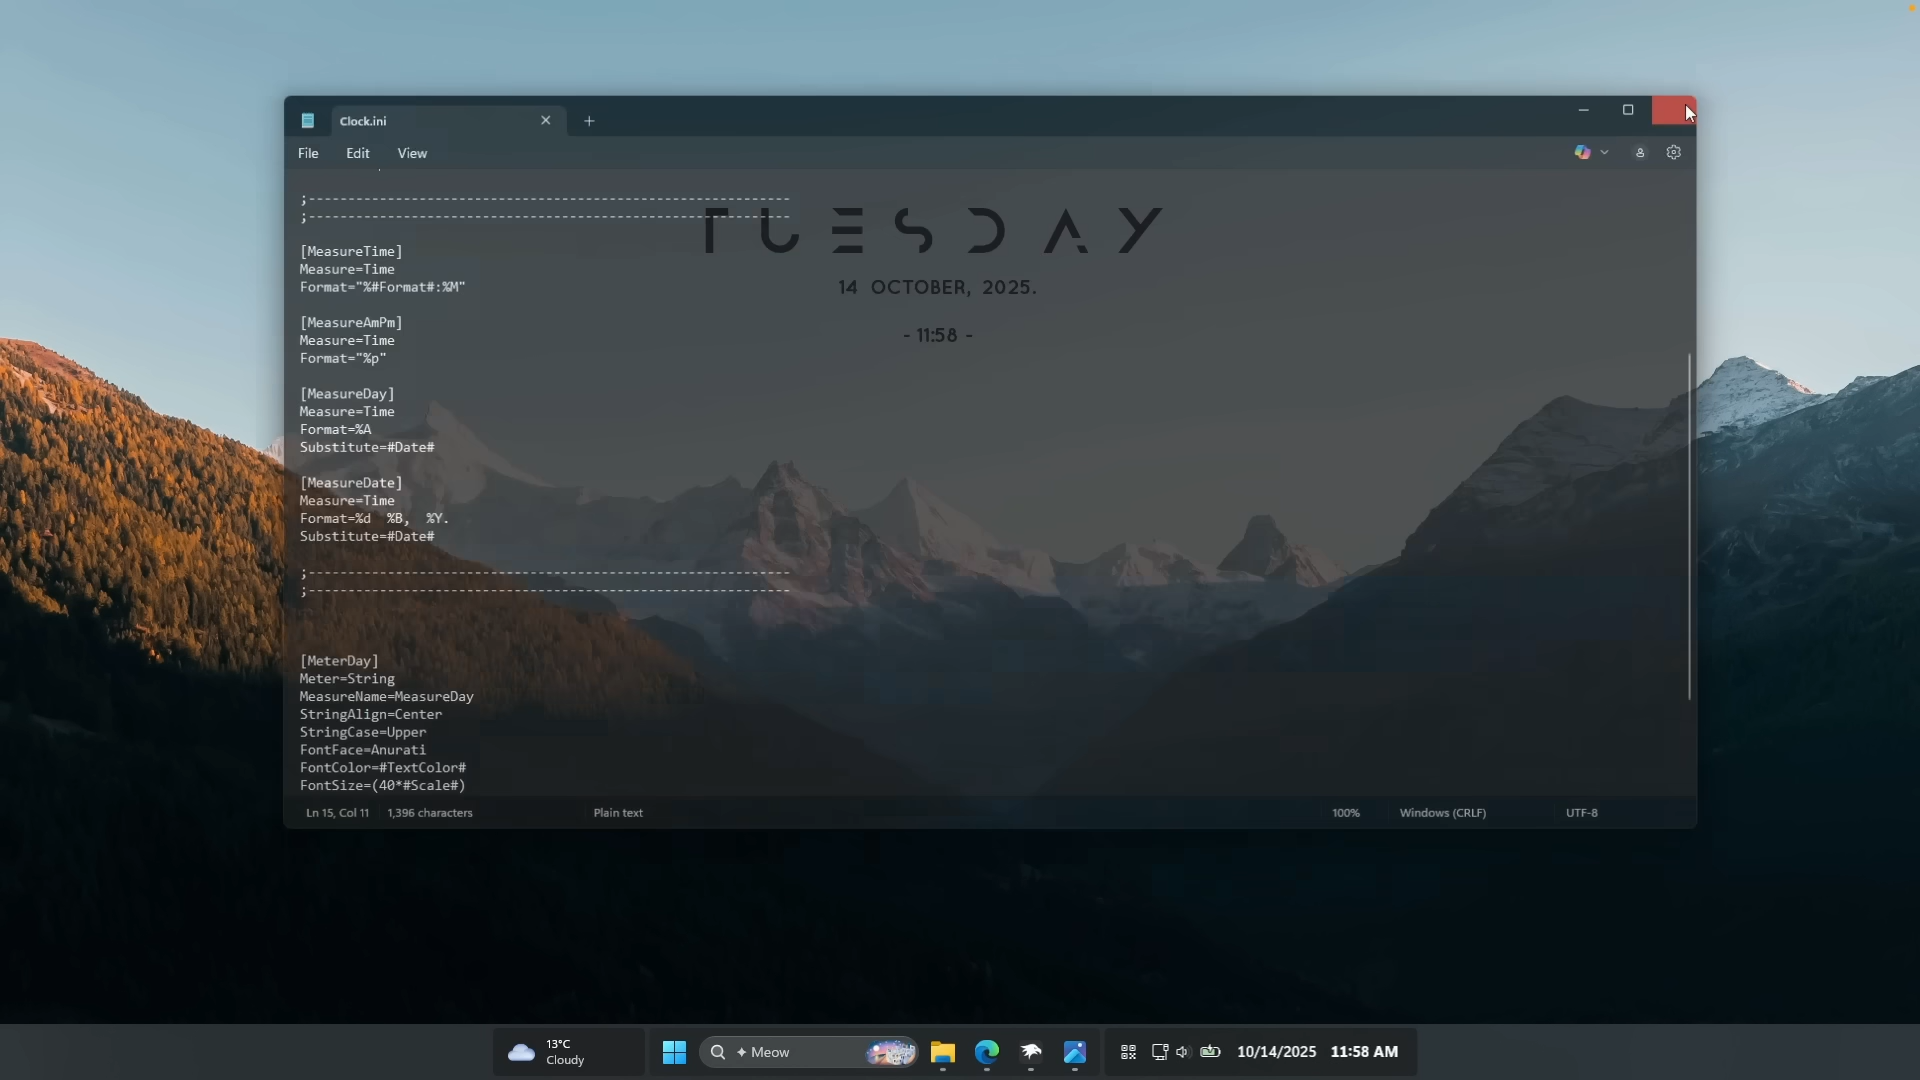 Clock.ini
File Edit View
;-------------------------------------------------------------
;-------------------------------------------------------------
TUESDAY
[MeasureTime]
Measure=Time
Format="%#Format#:%M"
14 OCTOBER, 2025.
[MeasureAmPm]
Measure=Time
Format="%p"
- 11:58 -
[MeasureDay]
Measure=Time
Format=%A
Substitute=#Date#
[MeasureDate]
Measure=Time
Format=%d  %B,  %Y.
Substitute=#Date#
;-------------------------------------------------------------
;-------------------------------------------------------------
[MeterDay]
Meter=String
MeasureName=MeasureDay
StringAlign=Center
StringCase=Upper
FontFace=Anurati
FontColor=#TextColor#
FontSize=(40*#Scale#)
Ln 15, Col 11 1,396 characters Plain text 100% Windows (CRLF) UTF-8
13°C
Cloudy
Meow
10/14/2025 11:58 AM